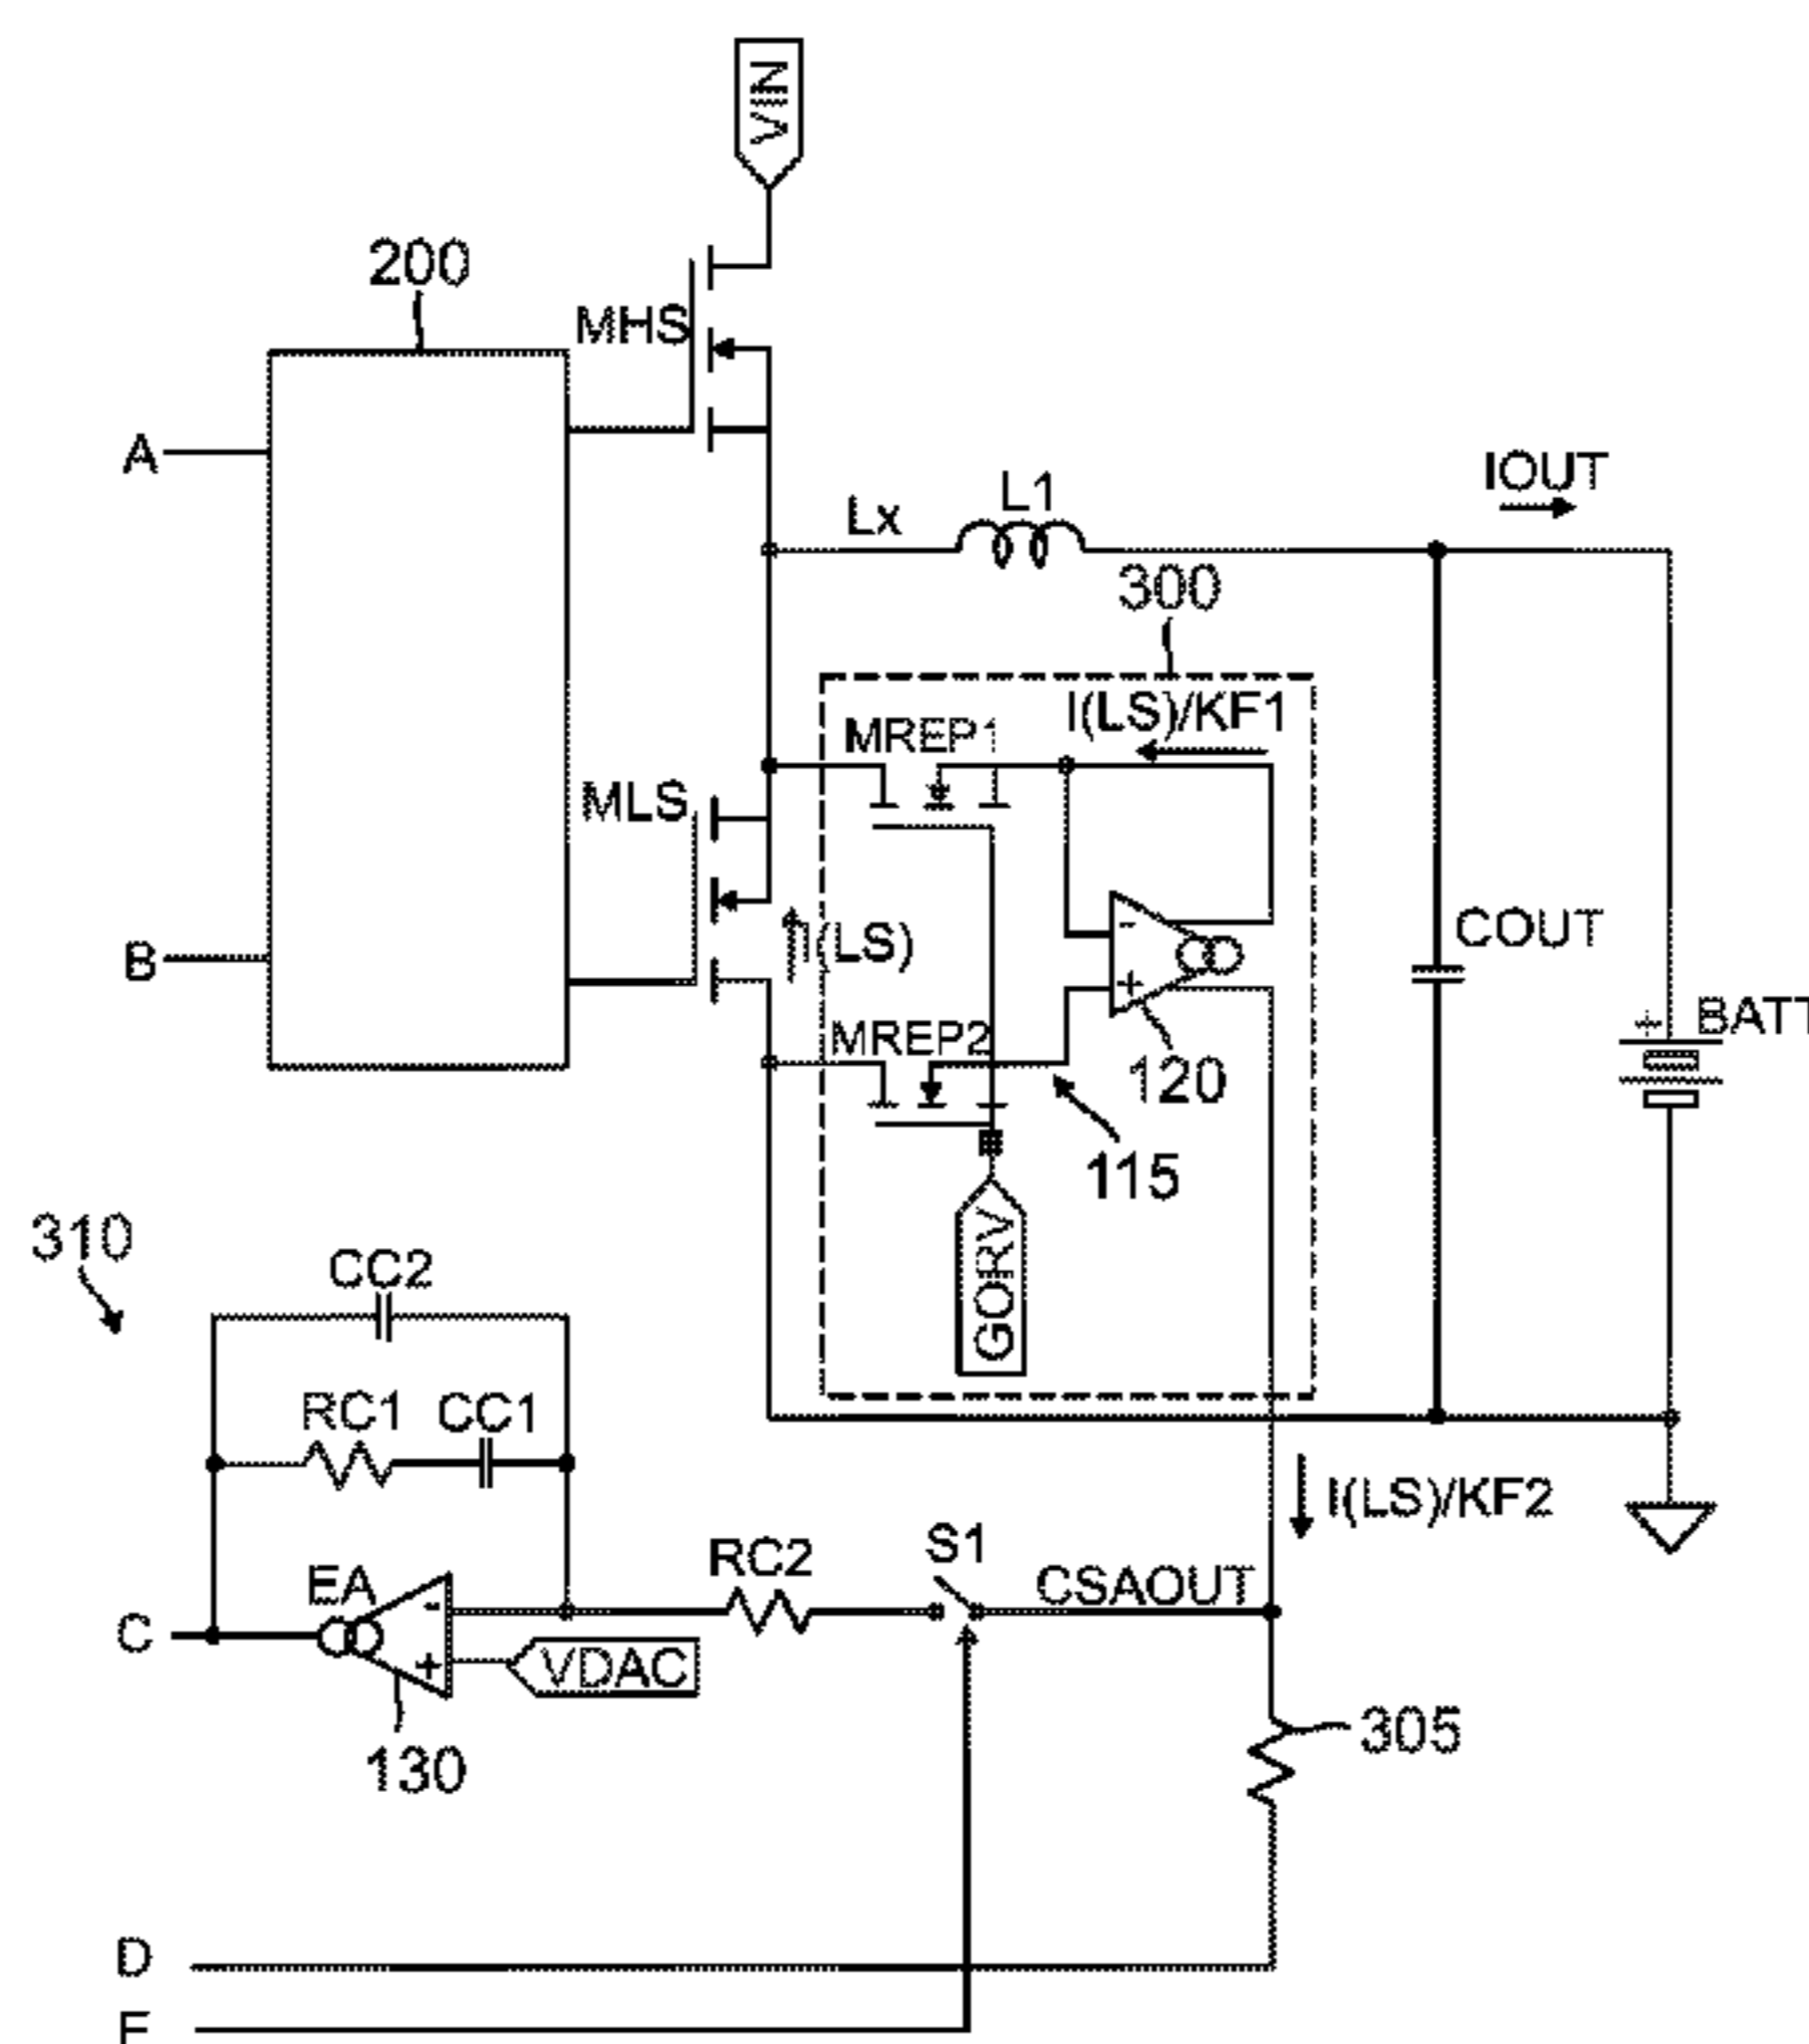 VIN
200
MHS
A
IOUT
L1
Lx
300
I(LS)/KF1
MREP1
MLS
COUT
I(LS)
B
BATT
+
-
+
MREP2
120
115
310
GORV
CC2
RC1
CC1
I(LS)/KF2
S1
RC2
CSAOUT
EA
-
C
+
VDAC
305
130
D